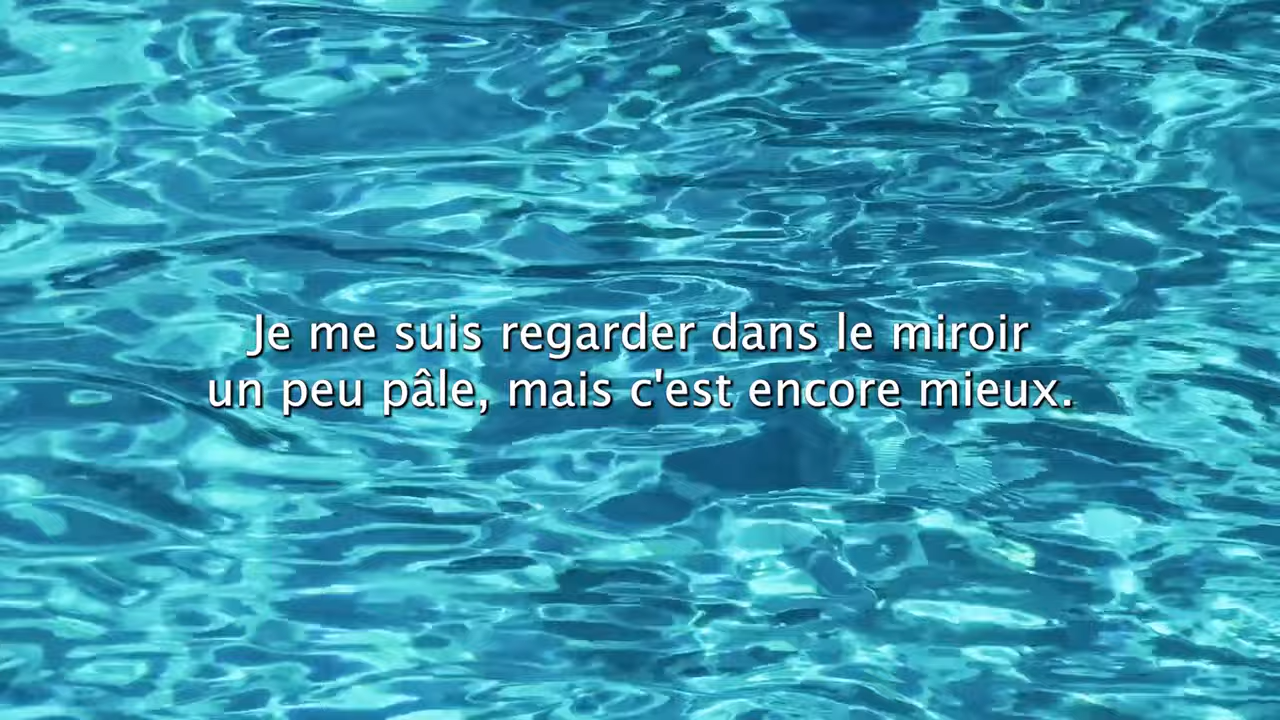 Je me suis regarder dans le miroir
un peu pâle, mais c'est encore mieux.